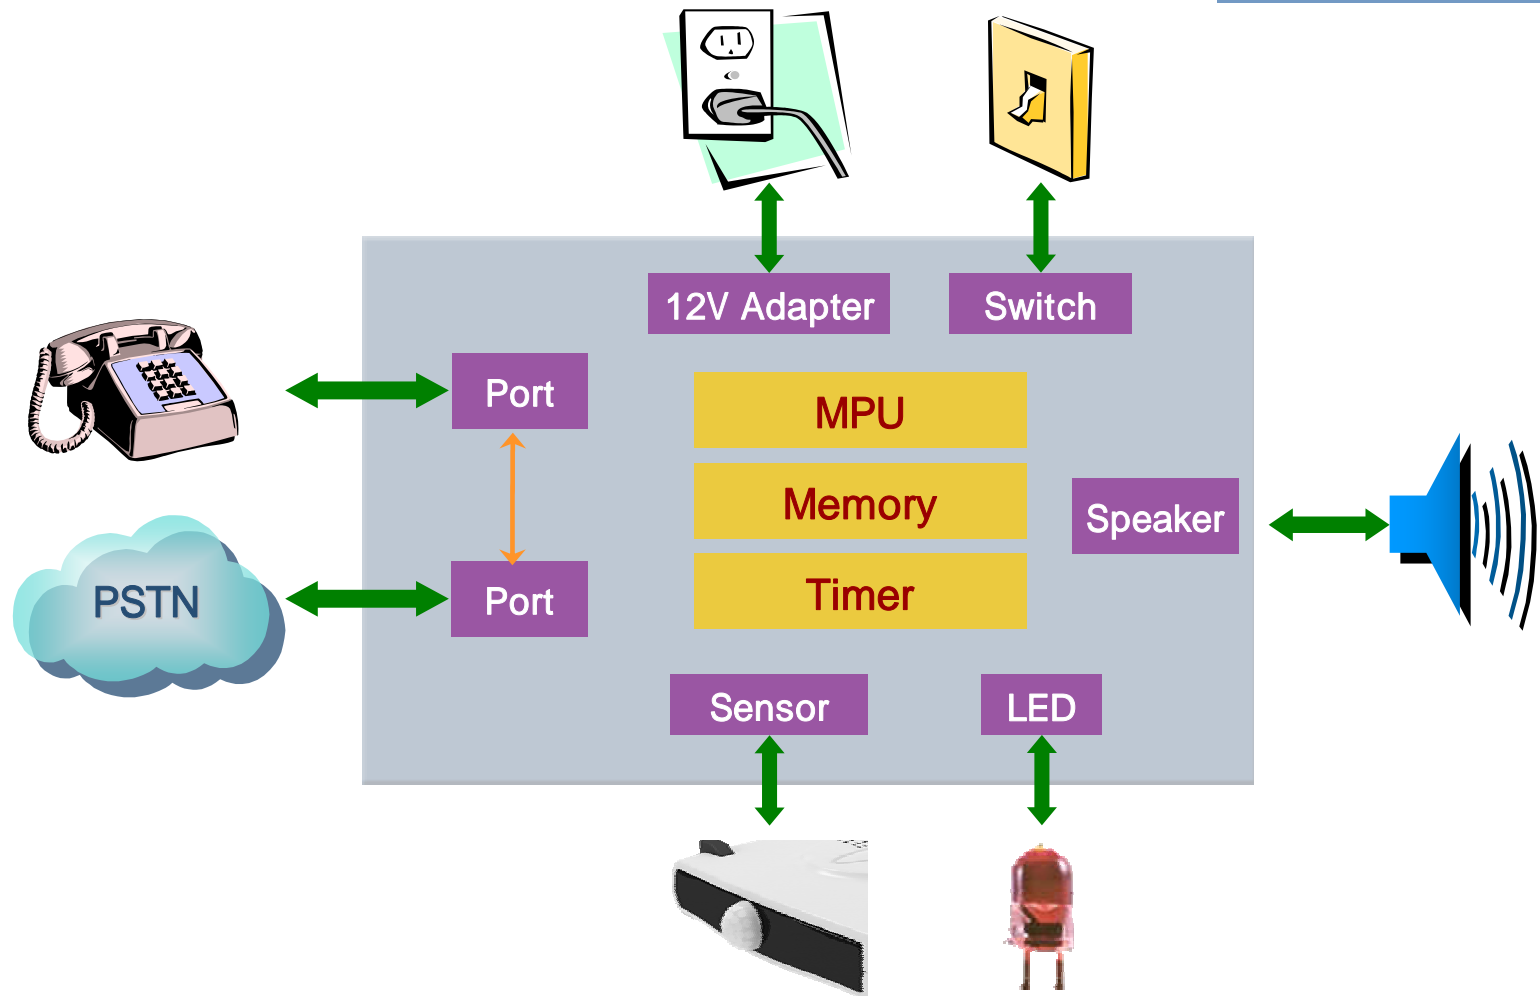 12V Adapter
Switch
Port
MPU
Memory
Speaker
PSTN
Port
Timer
Sensor
LED